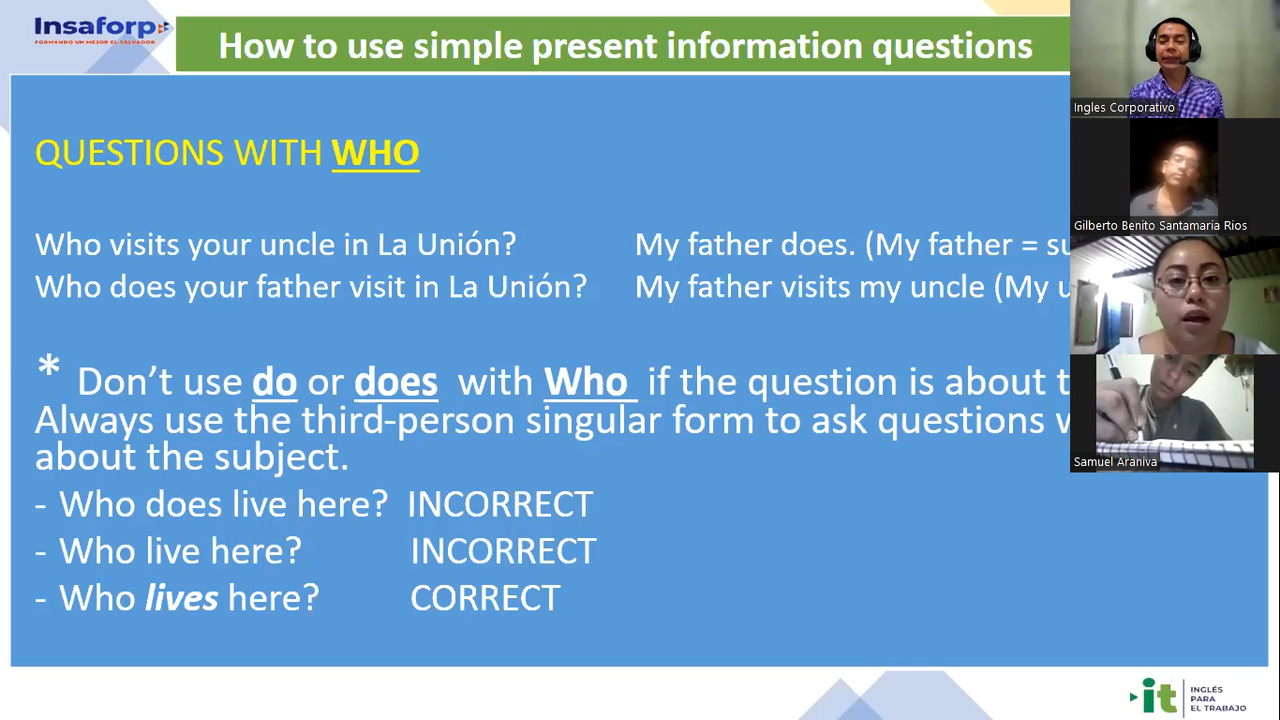 Insaforp
FORMANDO UN MEJOR EL SALVADOR
How to use simple present information questions
QUESTIONS WITH WHO
Who visits your uncle in La Unión? My father does. (My father =
Who does your father visit in La Unión? My father visits my uncle (My
* Don’t use do or does with Who if the question is about
Always use the third-person singular form to ask questions
about the subject.
- Who does live here? INCORRECT
- Who live here? INCORRECT
- Who lives here? CORRECT
Ingles Corporativo
Gilberto Benito Santamaria Rios
Samuel Araniva
it INGLÉS
PARA
EL TRABAJO